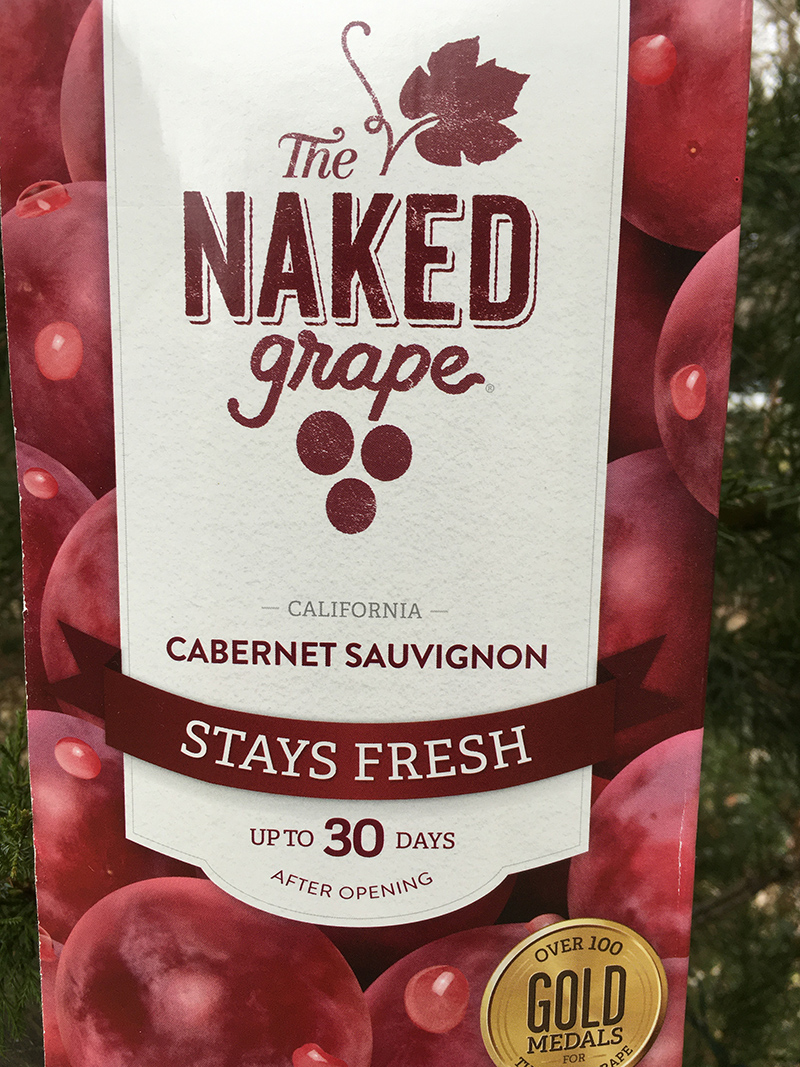 The
NAKED
grape®
— CALIFORNIA —
CABERNET SAUVIGNON
STAYS FRESH
UP TO 30 DAYS
AFTER OPENING
OVER 100
GOLD
MEDALS
FOR